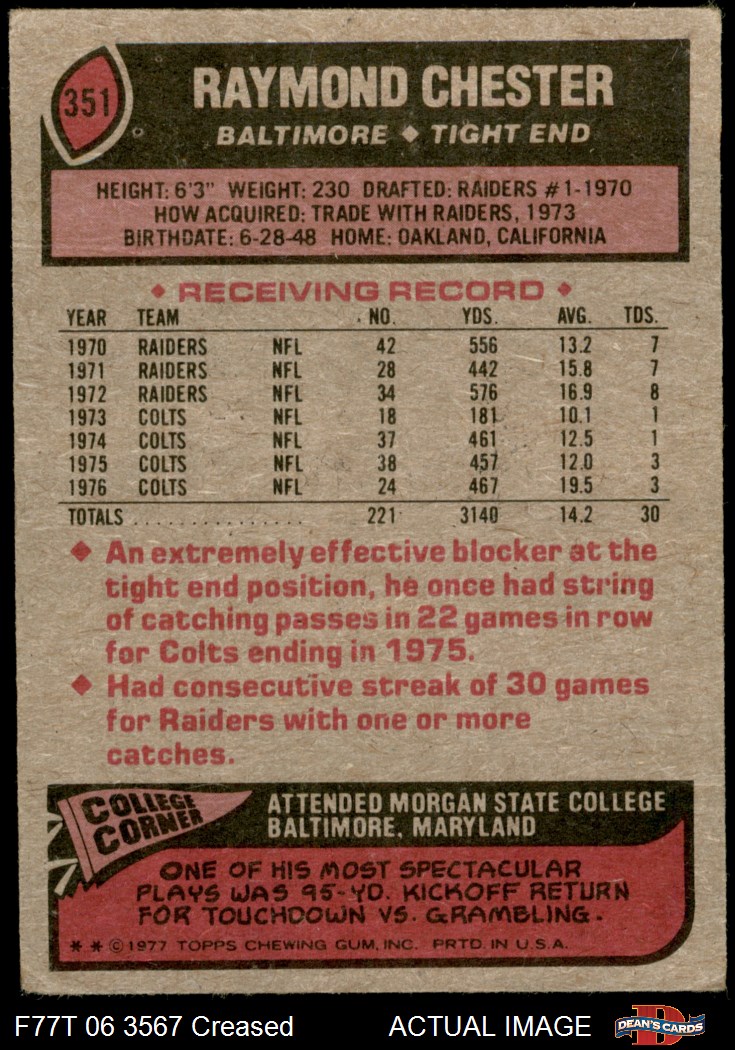 351
RAYMOND CHESTER
BALTIMORE ◆ TIGHT END
HEIGHT: 6'3" WEIGHT: 230 DRAFTED: RAIDERS #1-1970
HOW ACQUIRED: TRADE WITH RAIDERS, 1973
BIRTHDATE: 6-28-48 HOME: OAKLAND, CALIFORNIA
◆ RECEIVING RECORD ◆
YEAR TEAM NO. YDS. AVG. TDS.
1970 RAIDERS NFL 42 556 13.2 7
1971 RAIDERS NFL 28 442 15.8 7
1972 RAIDERS NFL 34 576 16.9 8
1973 COLTS NFL 18 181 10.1 1
1974 COLTS NFL 37 461 12.5 1
1975 COLTS NFL 38 457 12.0 3
1976 COLTS NFL 24 467 19.5 3
TOTALS ................ 221 3140 14.2 30
◆ An extremely effective blocker at the
tight end position, he once had string
of catching passes in 22 games in row
for Colts ending in 1975.
◆ Had consecutive streak of 30 games
for Raiders with one or more
catches.
COLLEGE
CORNER
ATTENDED MORGAN STATE COLLEGE
BALTIMORE, MARYLAND
ONE OF HIS MOST SPECTACULAR
PLAYS WAS 95-YD. KICKOFF RETURN
FOR TOUCHDOWN VS. GRAMBLING.
* * © 1977 TOPPS CHEWING GUM, INC. PRTD. IN U.S.A.
F77T 06 3567 Creased ACTUAL IMAGE
D
DEAN'S CARDS